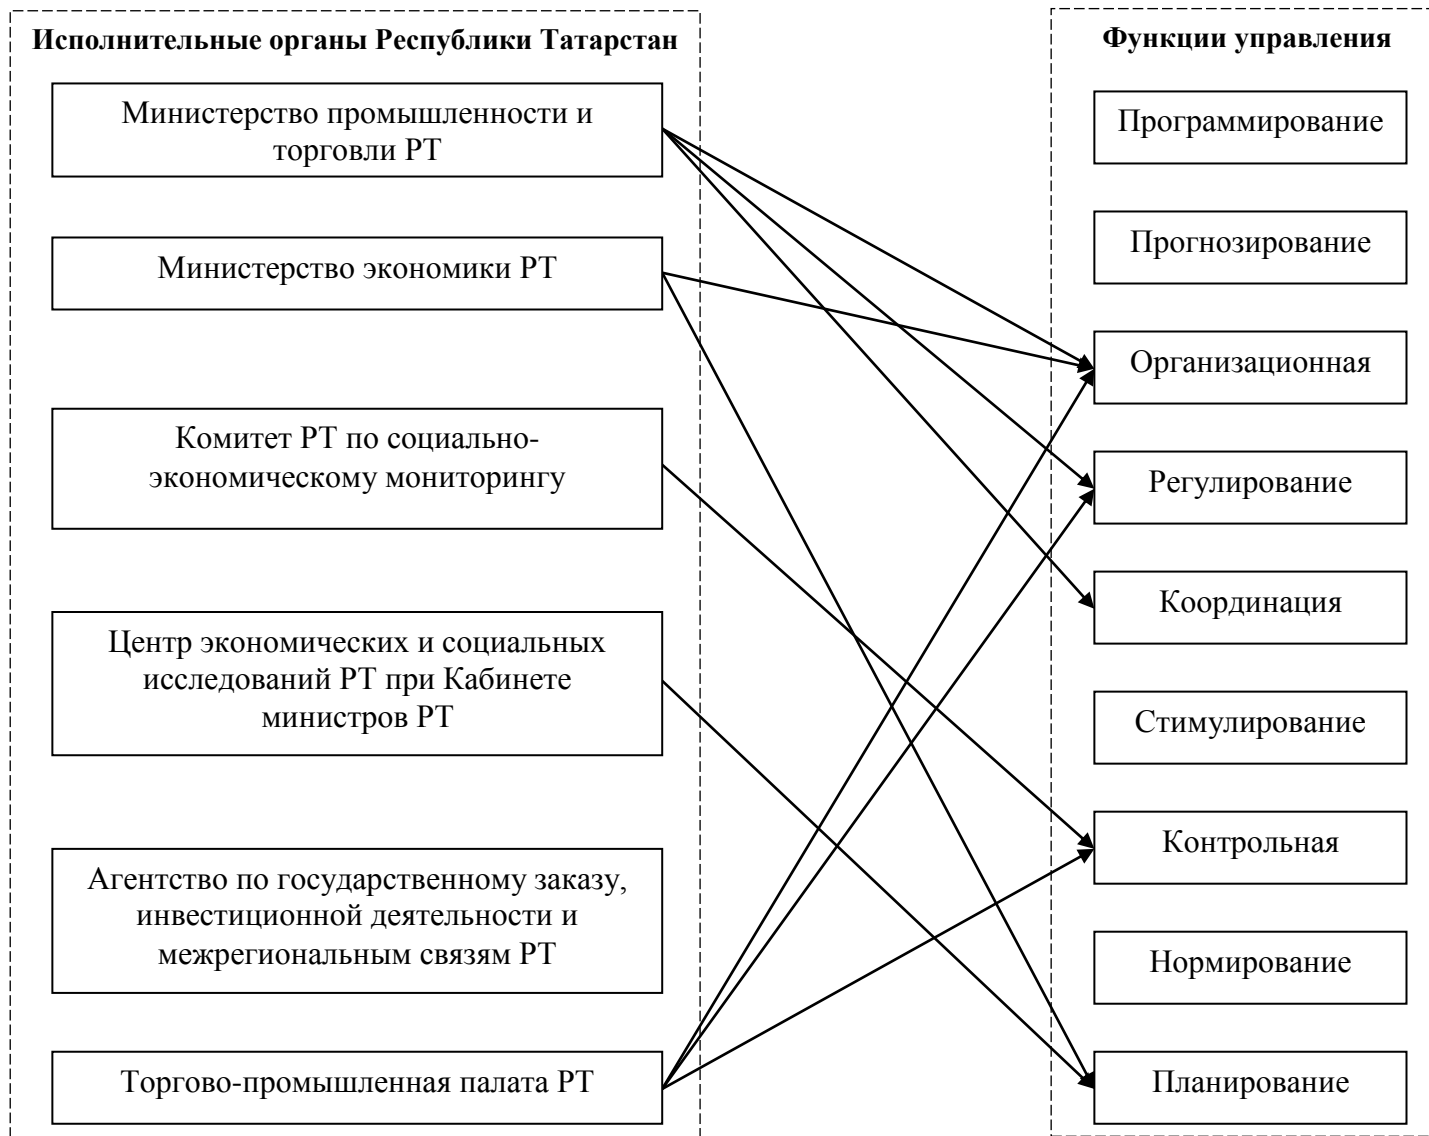 Исполнительные органы Республики Татарстан
Министерство промышленности и
торговли РТ
Министерство экономики РТ
Комитет РТ по социально-
экономическому мониторингу
Центр экономических и социальных
исследований РТ при Кабинете
министров РТ
Агентство по государственному заказу,
инвестиционной деятельности и
межрегиональным связям РТ
Торгово-промышленная палата РТ
Функции управления
Программирование
Прогнозирование
Организационная
Регулирование
Координация
Стимулирование
Контрольная
Нормирование
Планирование